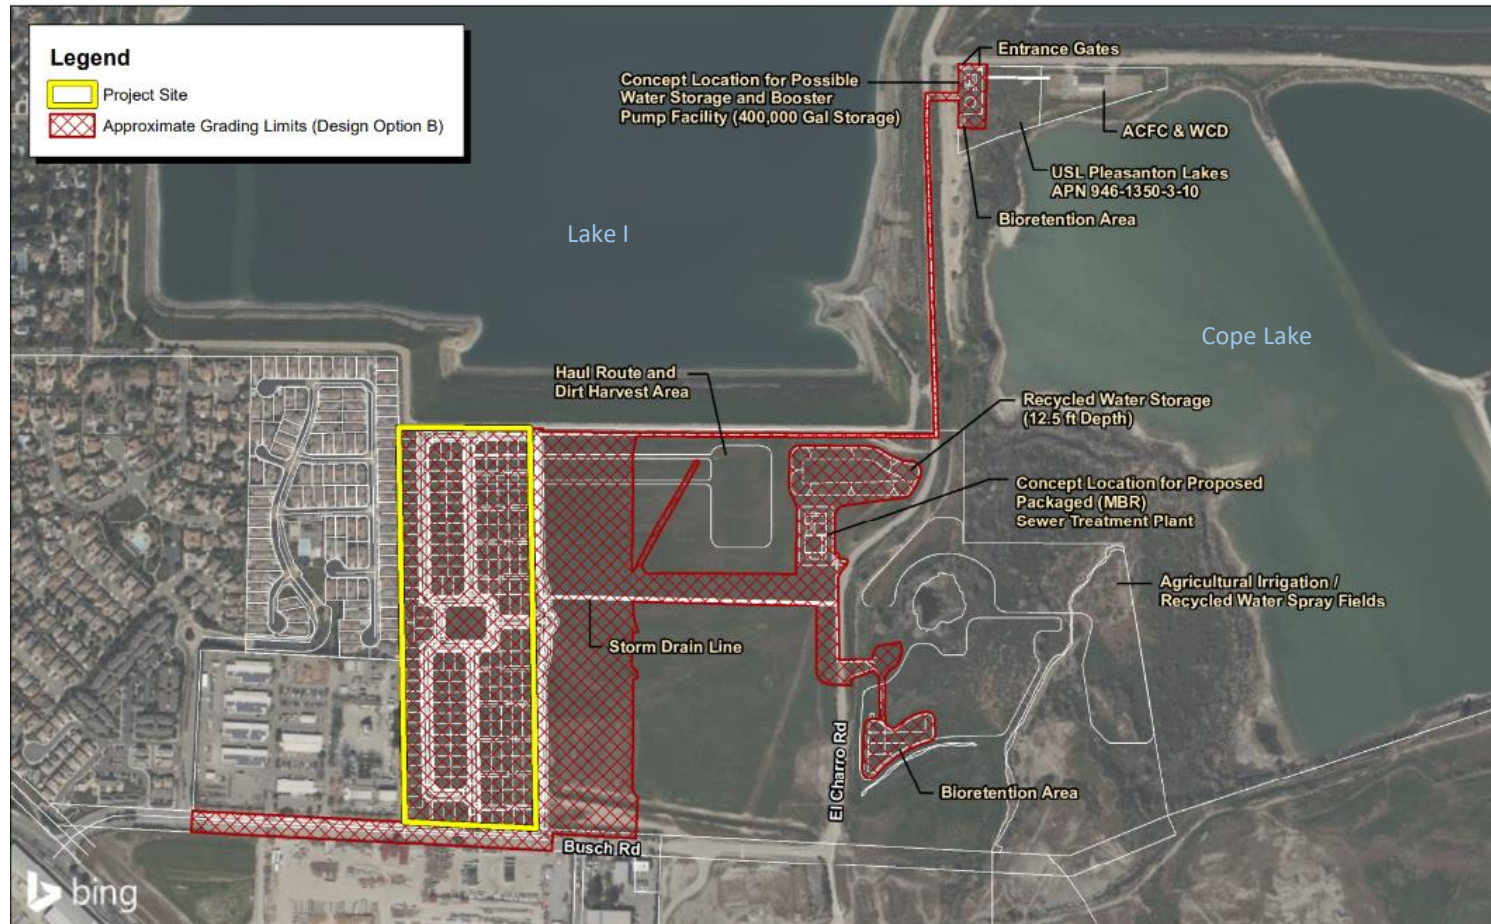 Legend
Project Site
Approximate Grading Limits (Design Option B)
Entrance Gates
Concept Location for Possible
Water Storage and Booster
Pump Facility (400,000 Gal Storage)
ACFC & WCD
USL Pleasanton Lakes
APN 946-1350-3-10
Bioretention Area
Lake I
Cope Lake
Haul Route and
Dirt Harvest Area
Recycled Water Storage
(12.5 ft Depth)
Concept Location for Proposed
Packaged (MBR)
Sewer Treatment Plant
Agricultural Irrigation /
Recycled Water Spray Fields
Storm Drain Line
El Charro Rd
Bioretention Area
Busch Rd
bing